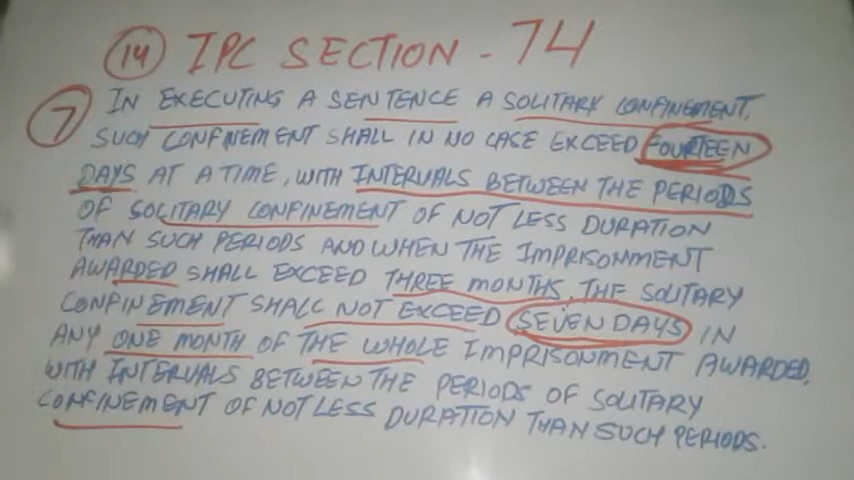 14 IPC SECTION - 74
7 IN EXECUTING A SENTENCE A SOLITARY CONFINEMENT,
SUCH CONFINEMENT SHALL IN NO CASE EXCEED FOURTEEN
DAYS AT A TIME, WITH INTERVALS BETWEEN THE PERIODS
OF SOLITARY CONFINEMENT OF NOT LESS DURATION
THAN SUCH PERIODS AND WHEN THE IMPRISONMENT
AWARDED SHALL EXCEED THREE MONTHS, THE SOLITARY
CONFINEMENT SHALL NOT EXCEED SEVEN DAYS IN
ANY ONE MONTH OF THE WHOLE IMPRISONMENT AWARDED,
WITH INTERVALS BETWEEN THE PERIODS OF SOLITARY
CONFINEMENT OF NOT LESS DURATION THAN SUCH PERIODS.